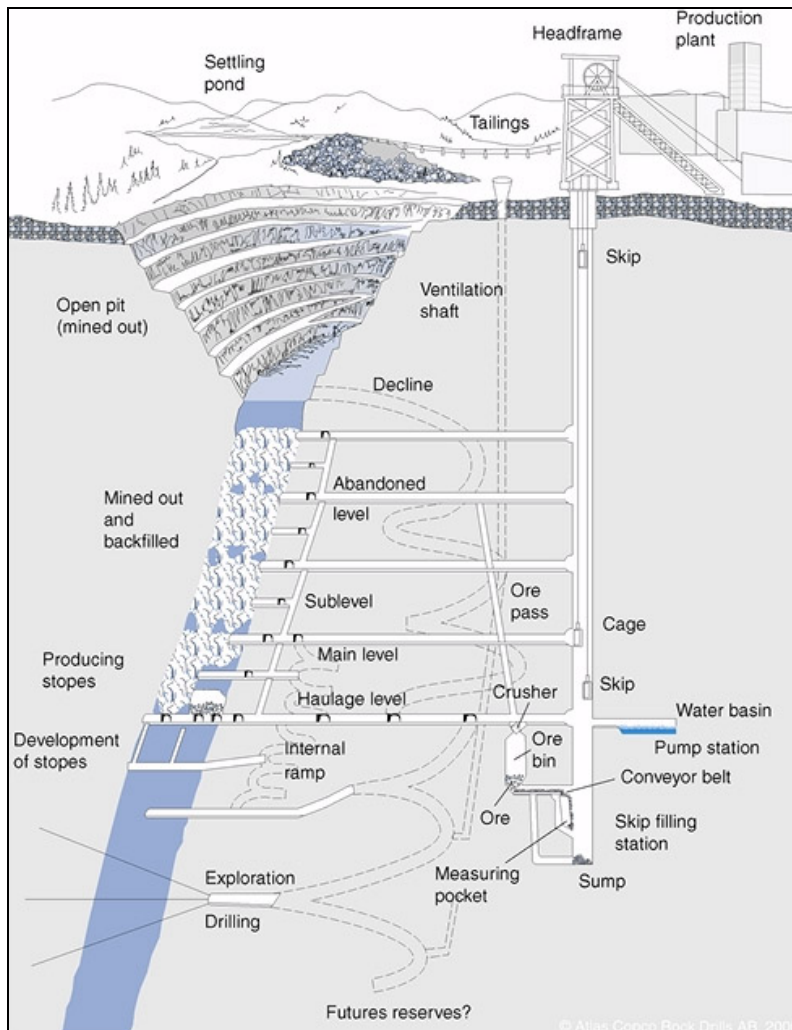 Production
plant
Headframe
Settling
pond
Tailings
Skip
Open pit
(mined out)
Ventilation
shaft
Decline
Abandoned
level
Mined out
and
backfilled
Ore
pass
Sublevel
Cage
Main level
Producing
stopes
Skip
Haulage level
Crusher
Water basin
Development
of stopes
Internal
ramp
Ore
bin
Pump station
Conveyor belt
Ore
Skip filling
station
Measuring
pocket
Sump
Exploration
Drilling
Futures reserves?
© Atlas Copco Rock Drills AB, 200